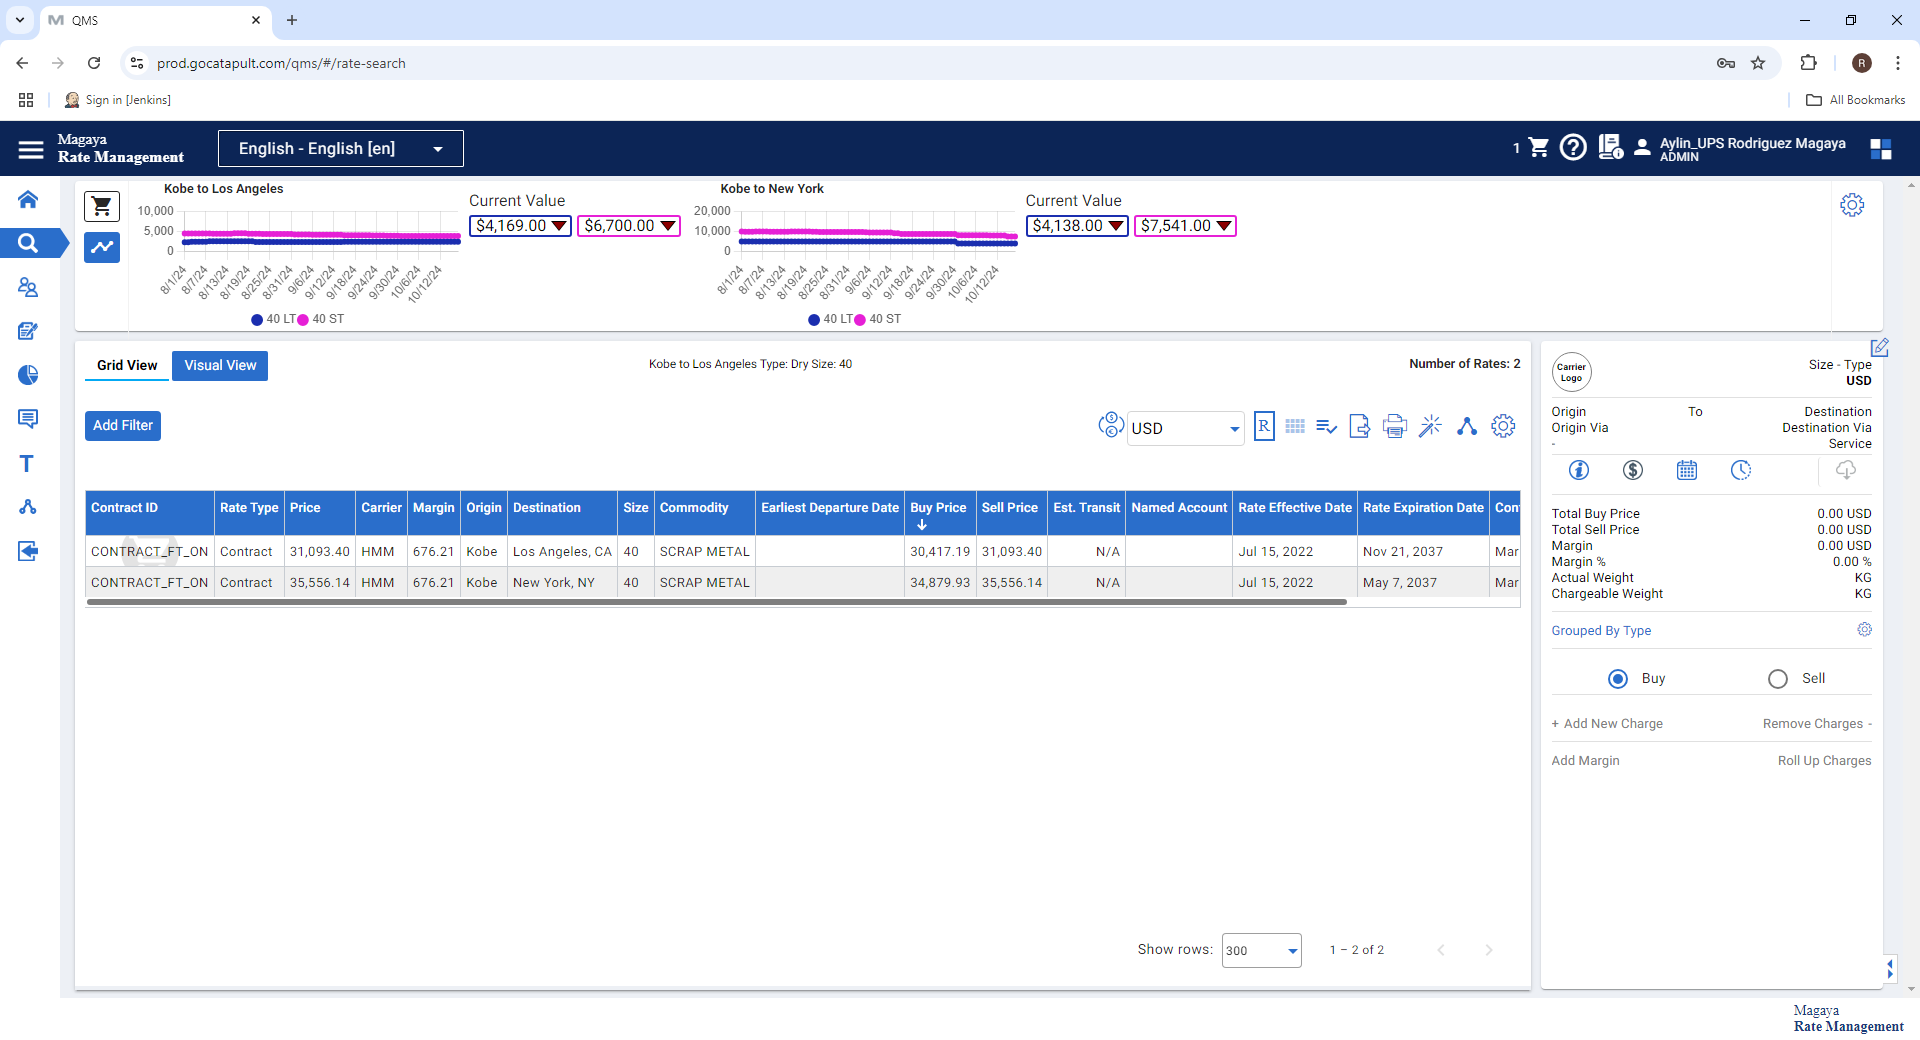 QMS
prod.gocatapult.com/qms/#/rate-search
R
Sign in [Jenkins]
All Bookmarks
Magaya
Rate Management
English - English [en]
1
Aylin_UPS Rodriguez Magaya
ADMIN
Kobe to Los Angeles
10,000
5,000
0
8/1/24
8/7/24
8/13/24
8/19/24
8/25/24
8/31/24
9/6/24
9/12/24
9/18/24
9/24/24
9/30/24
10/6/24
10/12/24
40 LT
40 ST
Current Value
$4,169.00
$6,700.00
Kobe to New York
20,000
10,000
0
8/1/24
8/7/24
8/13/24
8/19/24
8/25/24
8/31/24
9/6/24
9/12/24
9/18/24
9/24/24
9/30/24
10/6/24
10/12/24
40 LT
40 ST
Current Value
$4,138.00
$7,541.00
Grid View
Visual View
Kobe to Los Angeles Type: Dry Size: 40
Number of Rates: 2
Add Filter
USD
R
Contract ID Rate Type Price Carrier Margin Origin Destination Size Commodity Earliest Departure Date Buy Price Sell Price Est. Transit Named Account Rate Effective Date Rate Expiration Date Con
CONTRACT_FT_ON Contract 31,093.40 HMM 676.21 Kobe Los Angeles, CA 40 SCRAP METAL 30,417.19 31,093.40 N/A Jul 15, 2022 Nov 21, 2037 Mar
CONTRACT_FT_ON Contract 35,556.14 HMM 676.21 Kobe New York, NY 40 SCRAP METAL 34,879.93 35,556.14 N/A Jul 15, 2022 May 7, 2037 Mar
Show rows: 300 1 – 2 of 2
Carrier
Logo
Size - Type
USD
Origin To Destination
Origin Via Destination Via
- Service
Total Buy Price 0.00 USD
Total Sell Price 0.00 USD
Margin 0.00 USD
Margin % 0.00 %
Actual Weight KG
Chargeable Weight KG
Grouped By Type
Buy Sell
+ Add New Charge Remove Charges -
Add Margin Roll Up Charges
Magaya
Rate Management